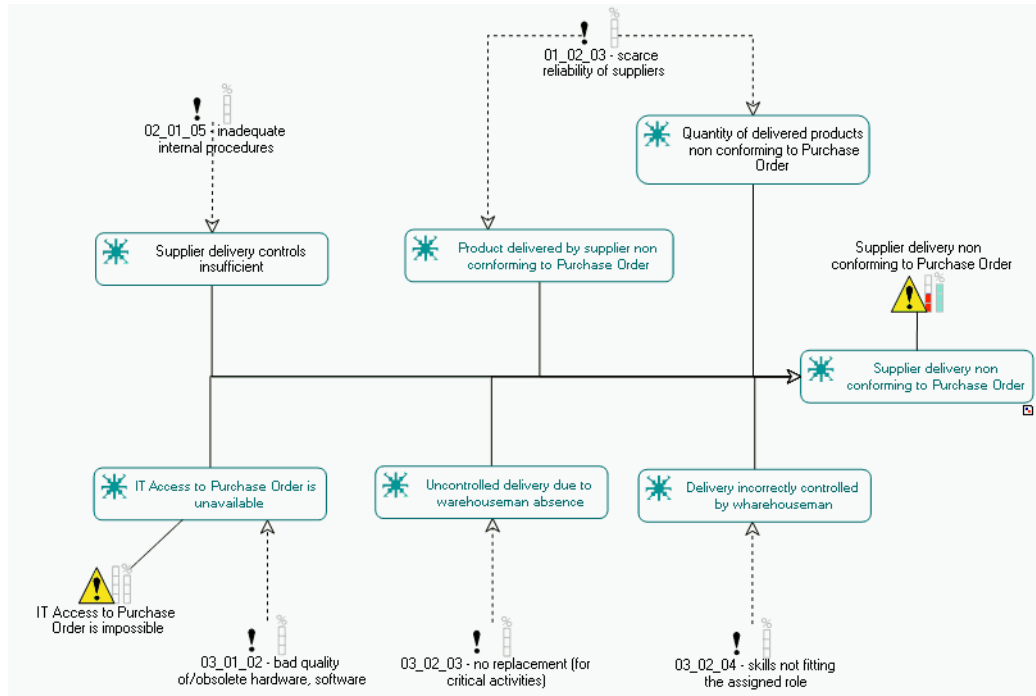 01_02_03 - scarce
reliability of suppliers
02_01_05 - inadequate
internal procedures
Quantity of delivered products
non conforming to Purchase
Order
Supplier delivery controls
insufficient
Product delivered by supplier non
conforming to Purchase Order
Supplier delivery non
conforming to Purchase Order
Supplier delivery non
conforming to Purchase Order
IT Access to Purchase Order is
unavailable
Uncontrolled delivery due to
warehouseman absence
Delivery incorrectly controlled
by wharehouseman
IT Access to Purchase
Order is impossible
03_01_02 - bad quality
of/obsolete hardware, software
03_02_03 - no replacement (for
critical activities)
03_02_04 - skills not fitting
the assigned role